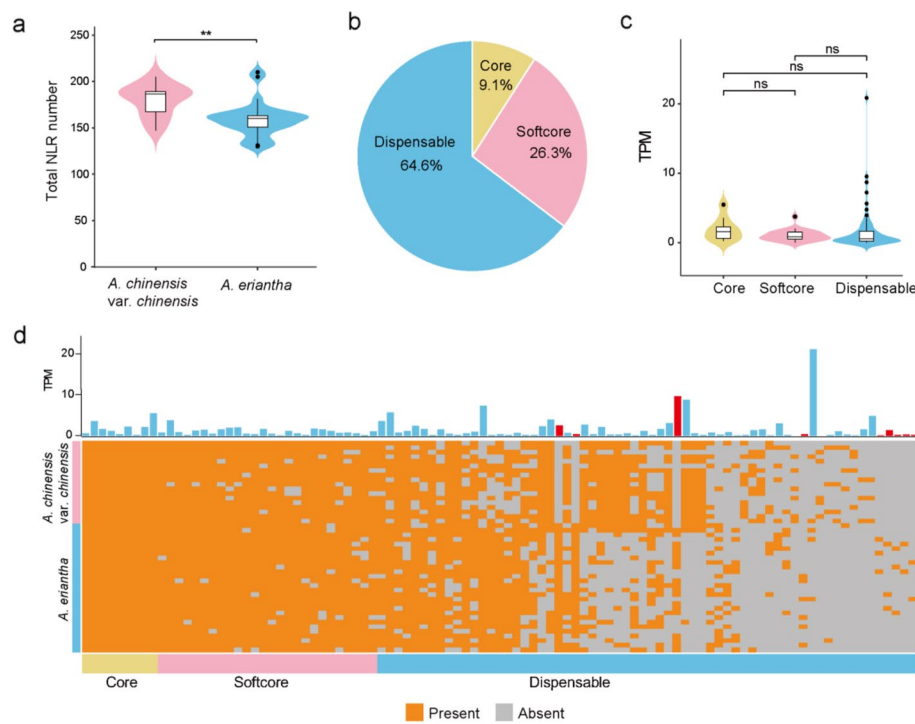 a
**
Total NLR number
250
200
150
100
50
0
A. chinensis
var. chinensis
A. eriantha
b
Core
9.1%
Softcore
26.3%
Dispensable
64.6%
c
ns
ns
ns
TPM
20
10
0
Core
Softcore
Dispensable
d
TPM
20
10
0
A. chinensis
var. chinensis
A. eriantha
Core
Softcore
Dispensable
Present
Absent